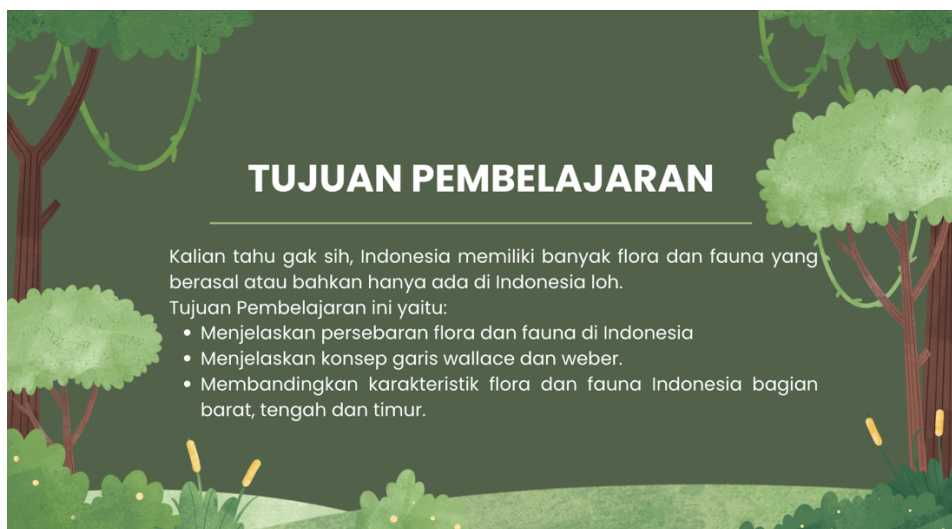 TUJUAN PEMBELAJARAN
Kalian tahu gak sih, Indonesia memiliki banyak flora dan fauna yang
berasal atau bahkan hanya ada di Indonesia loh.
Tujuan Pembelajaran ini yaitu:
• Menjelaskan persebaran flora dan fauna di Indonesia
• Menjelaskan konsep garis wallace dan weber.
• Membandingkan karakteristik flora dan fauna Indonesia bagian
barat, tengah dan timur.